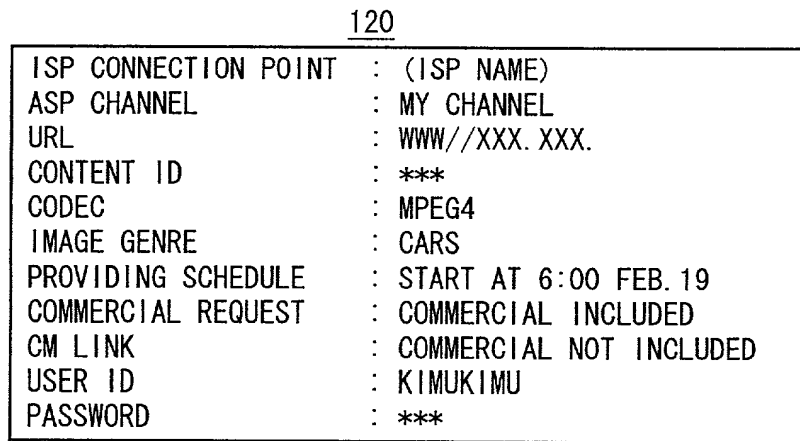 120
ISP CONNECTION POINT : (ISP NAME)
ASP CHANNEL : MY CHANNEL
URL : WWW//XXX.XXX.
CONTENT ID : ***
CODEC : MPEG4
IMAGE GENRE : CARS
PROVIDING SCHEDULE : START AT 6:00 FEB.19
COMMERCIAL REQUEST : COMMERCIAL INCLUDED
CM LINK : COMMERCIAL NOT INCLUDED
USER ID : KIMUKIMU
PASSWORD : ***